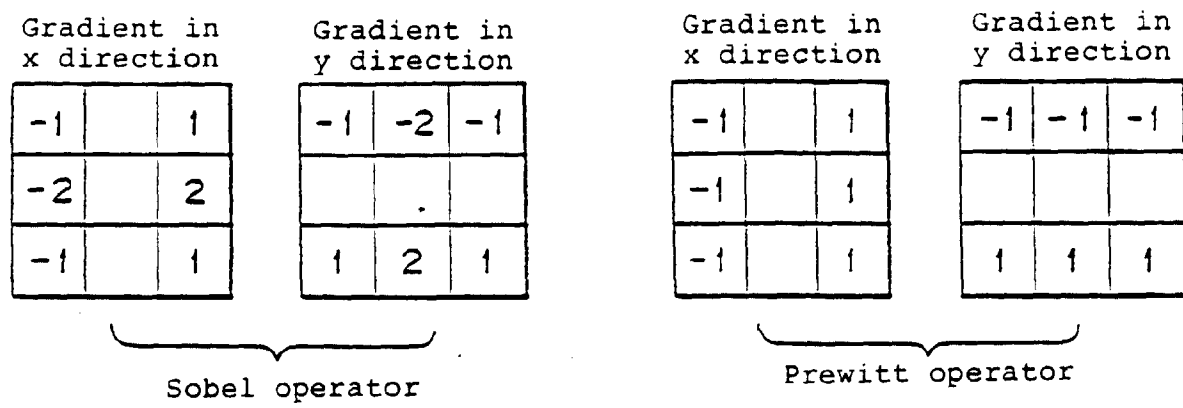 Gradient in
x direction
Gradient in
y direction
-1 1
-2 2
-1 1
-1 -2 -1
1 2 1
Sobel operator
Gradient in
x direction
Gradient in
y direction
-1 1
-1 1
-1 1
-1 -1 -1
1 1 1
Prewitt operator